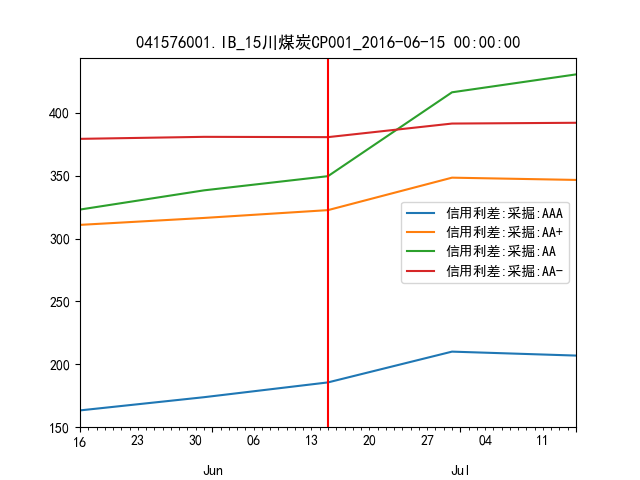 041576001.IB_15川煤炭CP001_2016-06-15 00:00:00
400
350
300
250
200
150
信用利差:采掘:AAA
信用利差:采掘:AA+
信用利差:采掘:AA
信用利差:采掘:AA-
16 23 30 06 13 20 27 04 11
Jun Jul